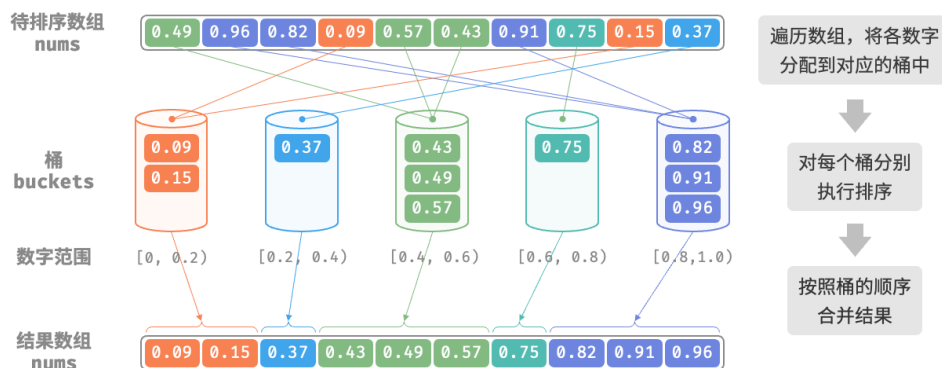 待排序数组
nums
0.49 0.96 0.82 0.09 0.57 0.43 0.91 0.75 0.15 0.37
遍历数组，将各数字
分配到对应的桶中
桶
buckets
0.09
0.15
0.37
0.43
0.49
0.57
0.75
0.82
0.91
0.96
对每个桶分别
执行排序
数字范围
[0, 0.2) [0.2, 0.4) [0.4, 0.6) [0.6, 0.8) [0.8,1.0)
按照桶的顺序
合并结果
结果数组
nums
0.09 0.15 0.37 0.43 0.49 0.57 0.75 0.82 0.91 0.96